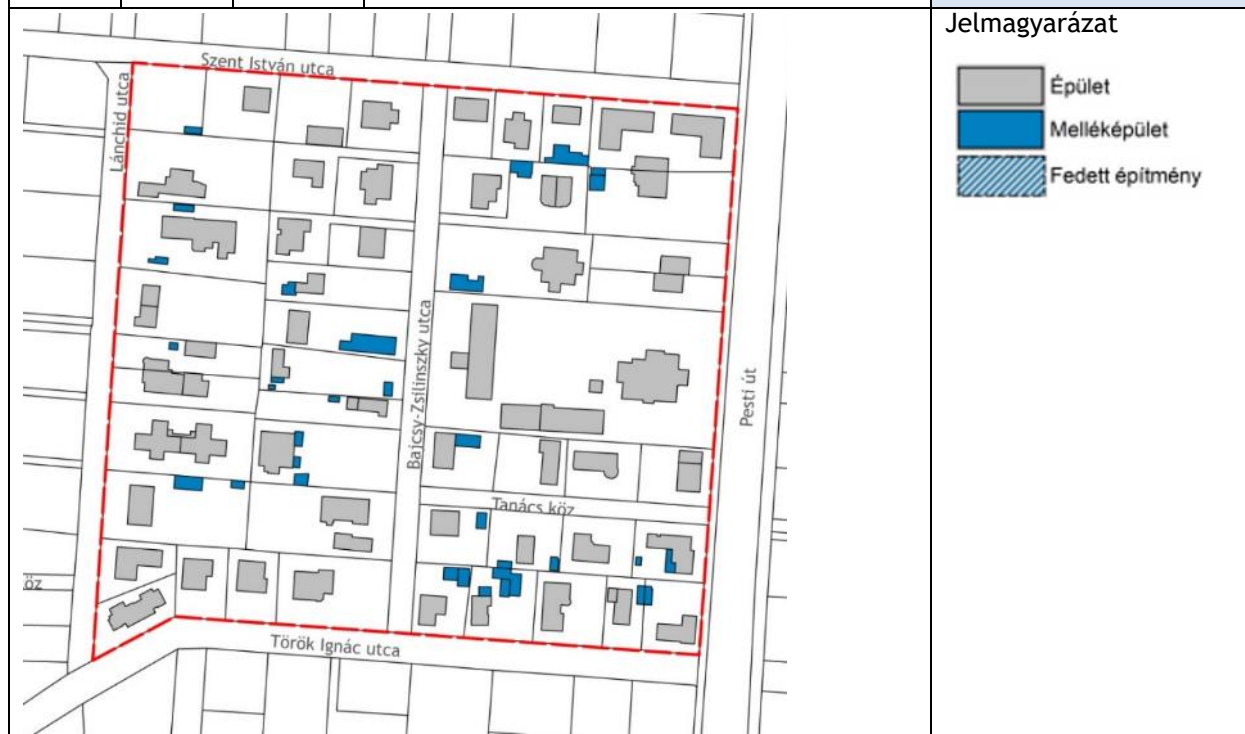 Jelmagyarázat
Épület
Melléképület
Fedett építmény
Szent István utca
Lánchíd utca
Bajcsy-Zsilinszky utca
Pesti út
Tanács köz
Török Ignác utca
öz